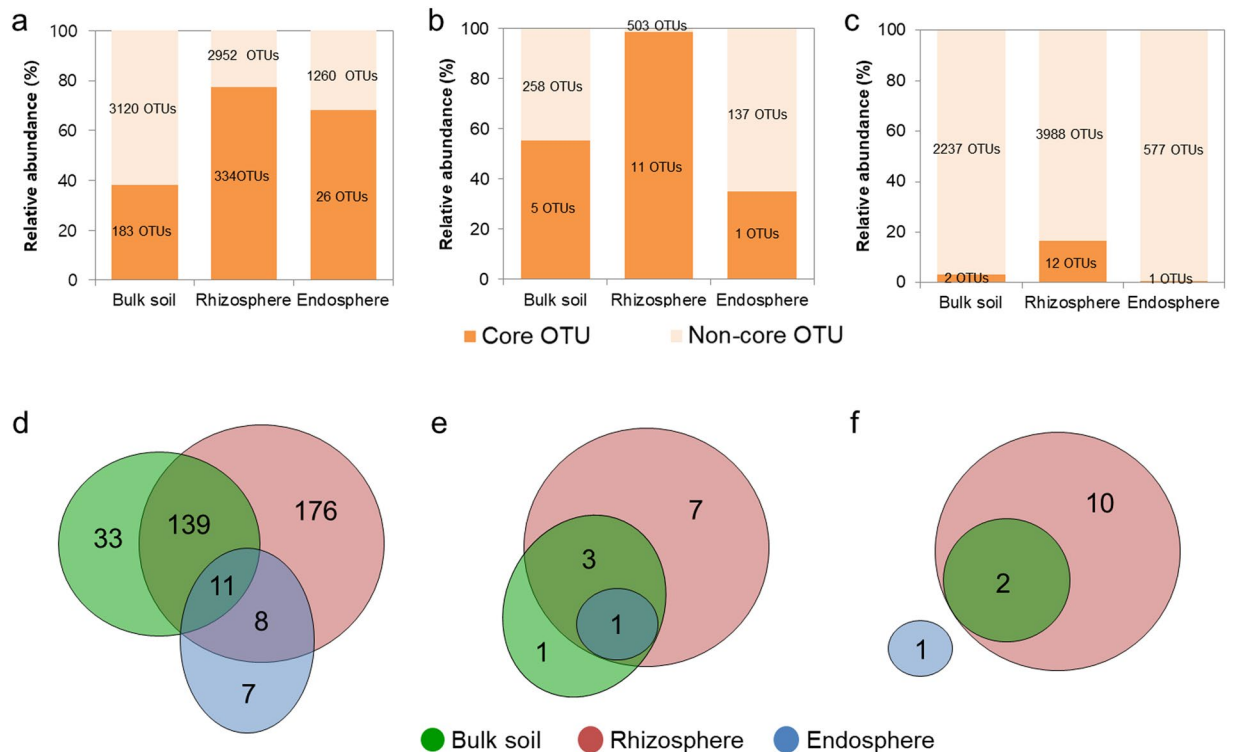 a
Relative abundance (%)
100
80
60
40
20
0
3120 OTUs
183 OTUs
2952 OTUs
334OTUs
1260 OTUs
26 OTUs
Bulk soil Rhizosphere Endosphere
b
Relative abundance (%)
100
80
60
40
20
0
258 OTUs
5 OTUs
503 OTUs
11 OTUs
137 OTUs
1 OTUs
Bulk soil Rhizosphere Endosphere
c
Relative abundance (%)
100
80
60
40
20
0
2237 OTUs
2 OTUs
3988 OTUs
12 OTUs
577 OTUs
1 OTUs
Bulk soil Rhizosphere Endosphere
Core OTU Non-core OTU
d
33
139
176
11
8
7
e
7
3
1
1
f
10
2
1
Bulk soil Rhizosphere Endosphere